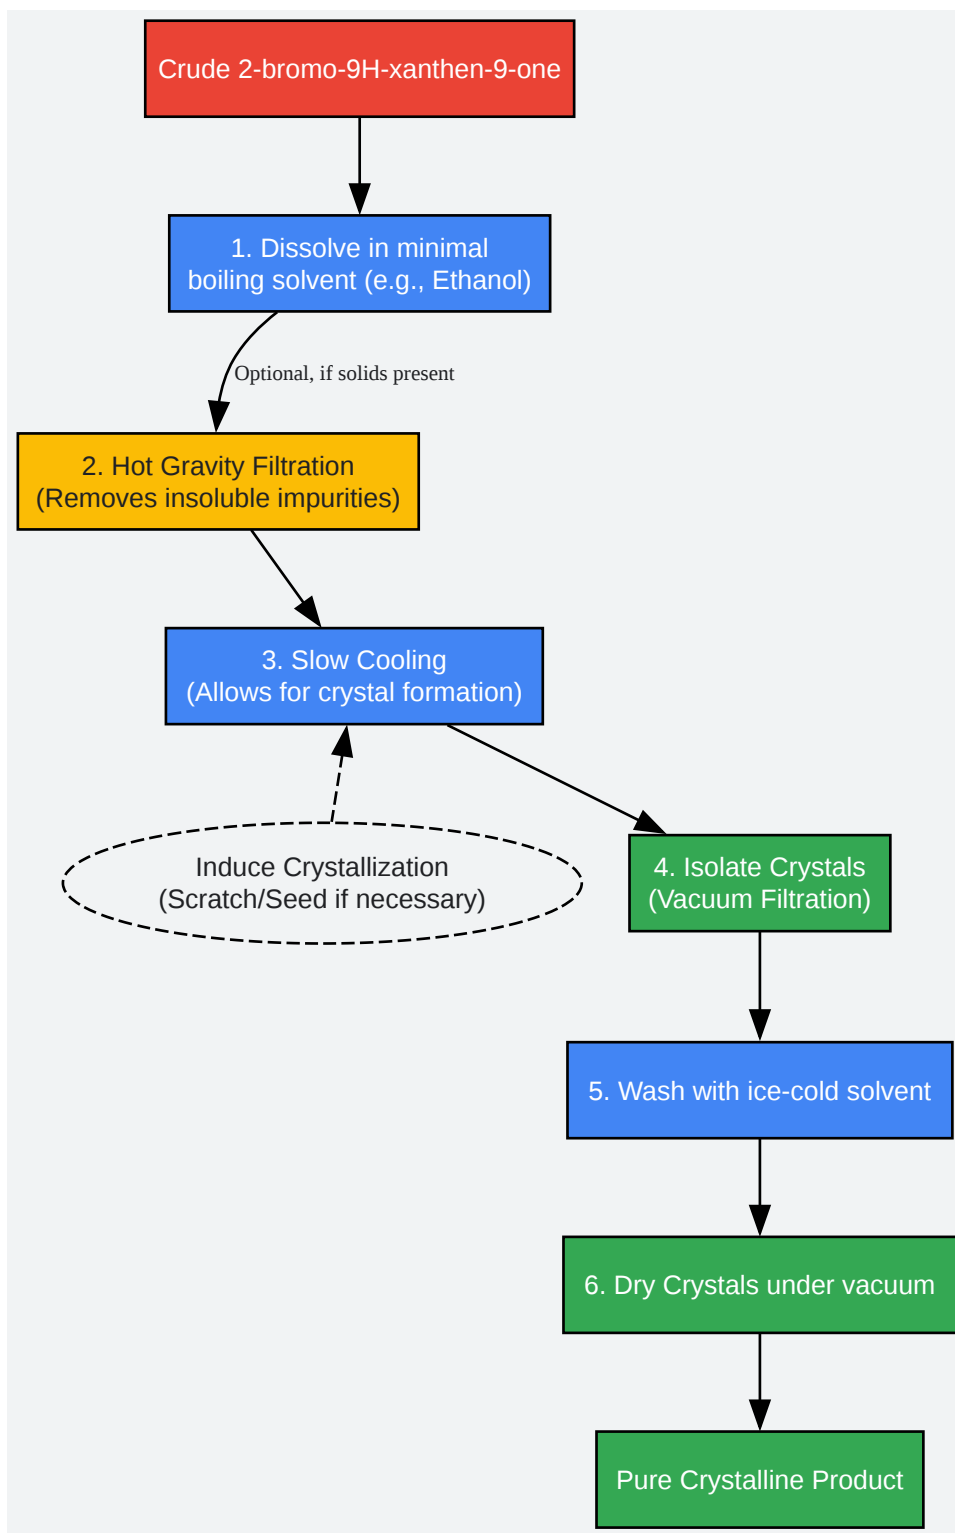 Crude 2-bromo-9H-xanthen-9-one
1. Dissolve in minimal
boiling solvent (e.g., Ethanol)
Optional, if solids present
2. Hot Gravity Filtration
(Removes insoluble impurities)
3. Slow Cooling
(Allows for crystal formation)
Induce Crystallization
(Scratch/Seed if necessary)
4. Isolate Crystals
(Vacuum Filtration)
5. Wash with ice-cold solvent
6. Dry Crystals under vacuum
Pure Crystalline Product